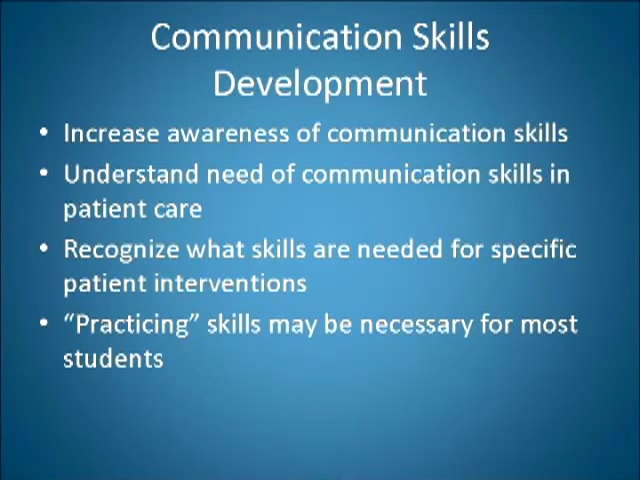 Communication Skills
Development
• Increase awareness of communication skills
• Understand need of communication skills in
patient care
• Recognize what skills are needed for specific
patient interventions
• “Practicing” skills may be necessary for most
students